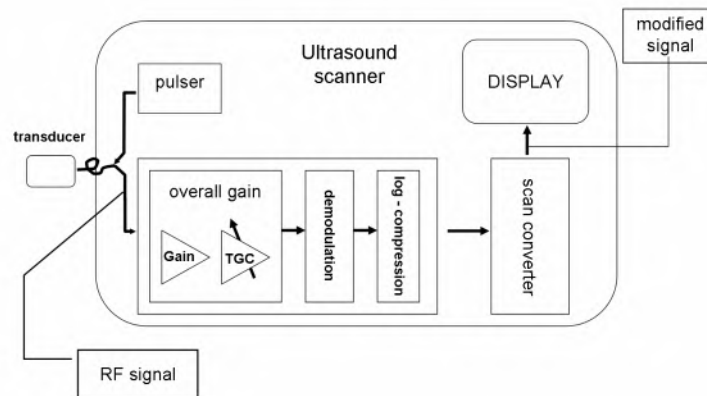 modified
signal
Ultrasound
scanner
pulser
DISPLAY
transducer
overall gain
Gain
TGC
demodulation
log - compression
scan converter
RF signal